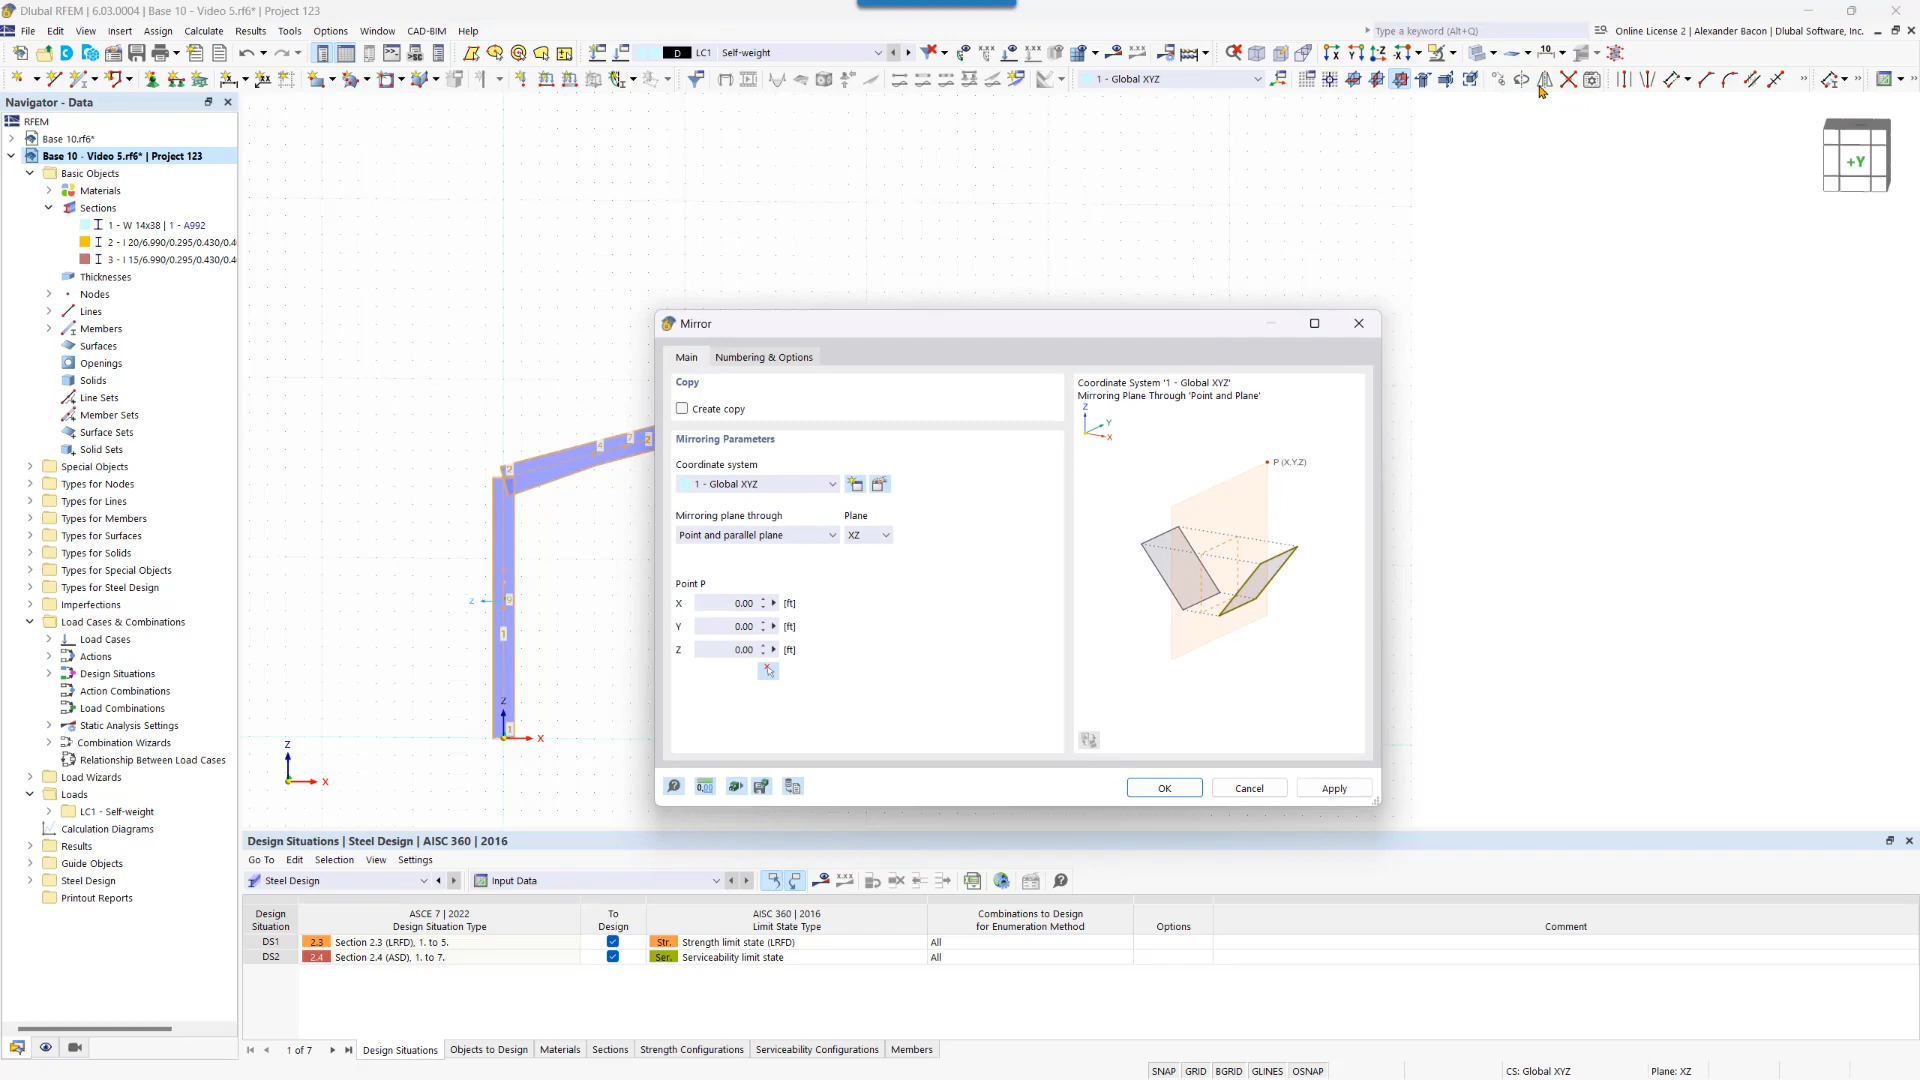 Dlubal RFEM | 6.03.0004 | Base 10 - Video 5.rf6* | Project 123
File Edit View Insert Assign Calculate Results Tools Options Window CAD-BIM Help
Type a keyword (Alt+Q)
Online License 2 | Alexander Bacon | Dlubal Software, Inc.
D LC1 Self-weight
1 - Global XYZ
Navigator - Data
RFEM
Base 10.rf6*
Base 10 - Video 5.rf6* | Project 123
Basic Objects
Materials
Sections
1 - W 14x38 | 1 - A992
2 - I 20/6.990/0.295/0.430/0.4
3 - I 15/6.990/0.295/0.430/0.4
Thicknesses
Nodes
Lines
Members
Surfaces
Openings
Solids
Line Sets
Member Sets
Surface Sets
Solid Sets
Special Objects
Types for Nodes
Types for Lines
Types for Members
Types for Surfaces
Types for Solids
Types for Special Objects
Types for Steel Design
Imperfections
Load Cases & Combinations
Load Cases
Actions
Design Situations
Action Combinations
Load Combinations
Static Analysis Settings
Combination Wizards
Relationship Between Load Cases
Load Wizards
Loads
LC1 - Self-weight
Calculation Diagrams
Results
Guide Objects
Steel Design
Printout Reports
+Y
2
4
7
2
Z
9
1
Z
1
X
Z
X
Mirror
Main Numbering & Options
Copy
Create copy
Mirroring Parameters
Coordinate system
1 - Global XYZ
Mirroring plane through Plane
Point and parallel plane XZ
Point P
X 0.00 [ft]
Y 0.00 [ft]
Z 0.00 [ft]
Coordinate System '1 - Global XYZ'
Mirroring Plane Through 'Point and Plane'
Z
Y
X
P (X,Y,Z)
OK Cancel Apply
Design Situations | Steel Design | AISC 360 | 2016
Go To Edit Selection View Settings
Steel Design Input Data
Design Situation
ASCE 7 | 2022 Design Situation Type
To Design
AISC 360 | 2016 Limit State Type
Combinations to Design for Enumeration Method
Options
Comment
DS1 2.3 Section 2.3 (LRFD), 1. to 5. Str. Strength limit state (LRFD) All
DS2 2.4 Section 2.4 (ASD), 1. to 7. Ser. Serviceability limit state All
1 of 7 Design Situations Objects to Design Materials Sections Strength Configurations Serviceability Configurations Members
SNAP GRID BGRID GLINES OSNAP CS: Global XYZ Plane: XZ